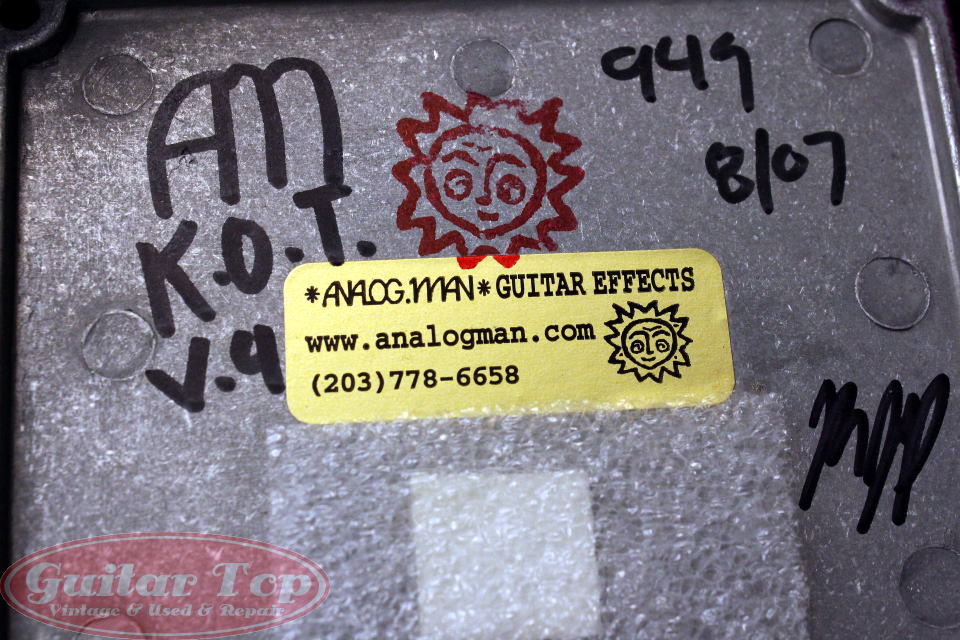 AM
K.O.T.
V.4
949
8/07
*ANALOG.MAN* GUITAR EFFECTS
www.analogman.com
(203)778-6658
Guitar Top
Vintage & Used & Repair